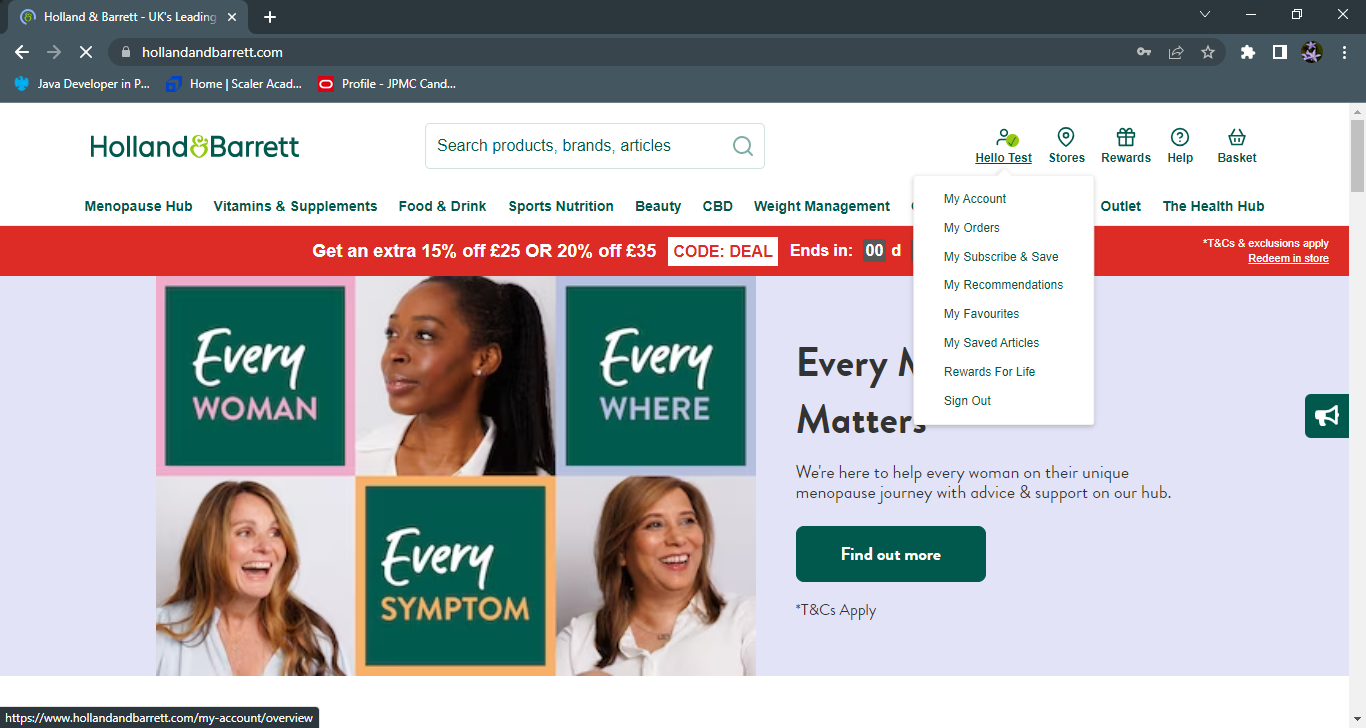 Holland & Barrett - UK's Leading
hollandandbarrett.com
Java Developer in P...
Home | Scaler Acad...
Profile - JPMC Cand...
Holland&Barrett
Search products, brands, articles
Hello Test
Stores
Rewards
Help
Basket
Menopause Hub
Vitamins & Supplements
Food & Drink
Sports Nutrition
Beauty
CBD
Weight Management
Outlet
The Health Hub
My Account
My Orders
My Subscribe & Save
My Recommendations
My Favourites
My Saved Articles
Rewards For Life
Sign Out
Get an extra 15% off £25 OR 20% off £35
CODE: DEAL
Ends in: 00 d
*T&Cs & exclusions apply
Redeem in store
Every
WOMAN
Every
WHERE
Every
SYMPTOM
Every
Matters
We're here to help every woman on their unique
menopause journey with advice & support on our hub.
Find out more
*T&Cs Apply
https://www.hollandandbarrett.com/my-account/overview